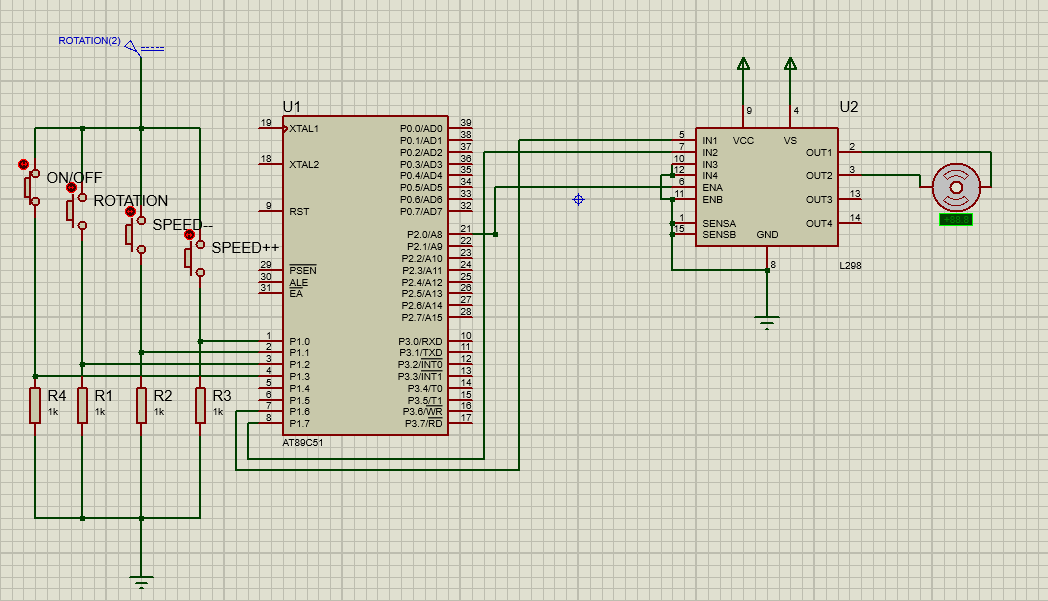 ROTATION(2)
ON/OFF
ROTATION
SPEED--
SPEED++
R4
1k
R1
1k
R2
1k
R3
1k
U1
19 XTAL1
18 XTAL2
9 RST
29 PSEN
30 ALE
31 EA
1 P1.0
2 P1.1
3 P1.2
4 P1.3
5 P1.4
6 P1.5
7 P1.6
8 P1.7
P0.0/AD0 39
P0.1/AD1 38
P0.2/AD2 37
P0.3/AD3 36
P0.4/AD4 35
P0.5/AD5 34
P0.6/AD6 33
P0.7/AD7 32
P2.0/A8 21
P2.1/A9 22
P2.2/A10 23
P2.3/A11 24
P2.4/A12 25
P2.5/A13 26
P2.6/A14 27
P2.7/A15 28
P3.0/RXD 10
P3.1/TXD 11
P3.2/INT0 12
P3.3/INT1 13
P3.4/T0 14
P3.5/T1 15
P3.6/WR 16
P3.7/RD 17
AT89C51
U2
9 4
VCC VS
5 IN1
7 IN2
10 IN3
12 IN4
6 ENA
11 ENB
1 SENSA
15 SENSB
GND
8
OUT1 2
OUT2 3
OUT3 13
OUT4 14
L298